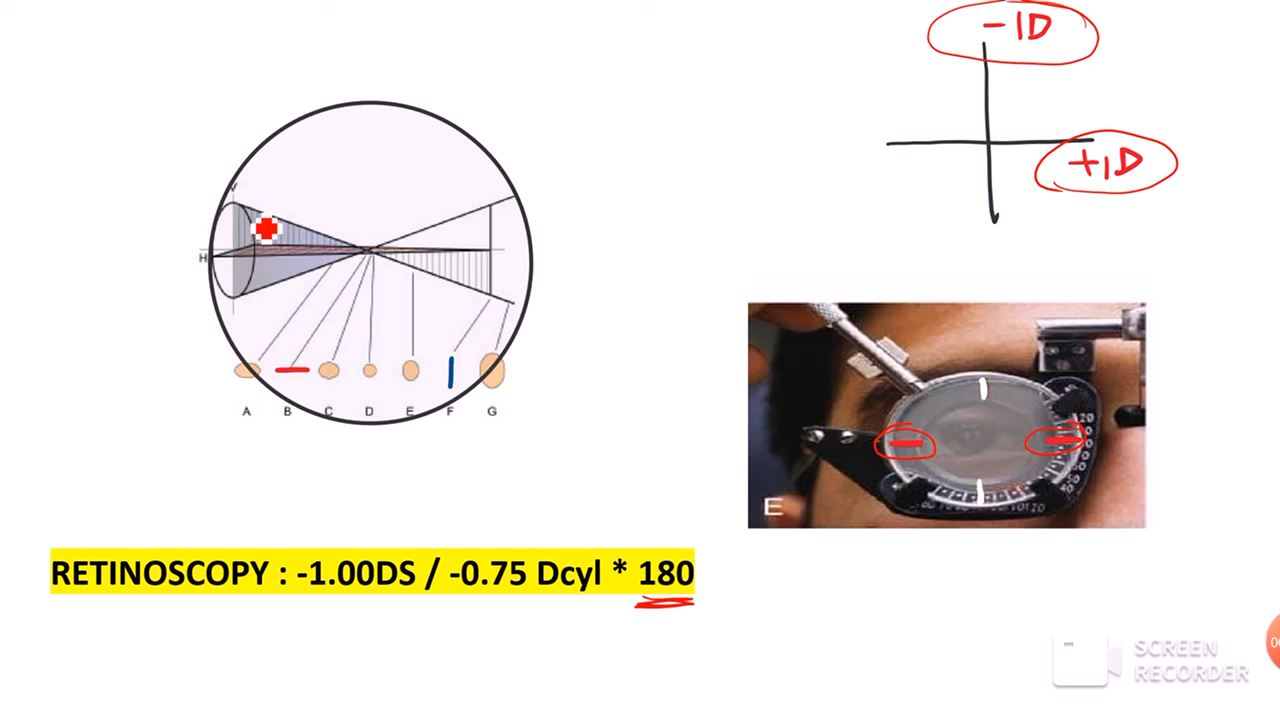 -1D
+1D
V
H
A B C D E F G
E
RETINOSCOPY : -1.00DS / -0.75 Dcyl * 180
SCREEN
RECORDER